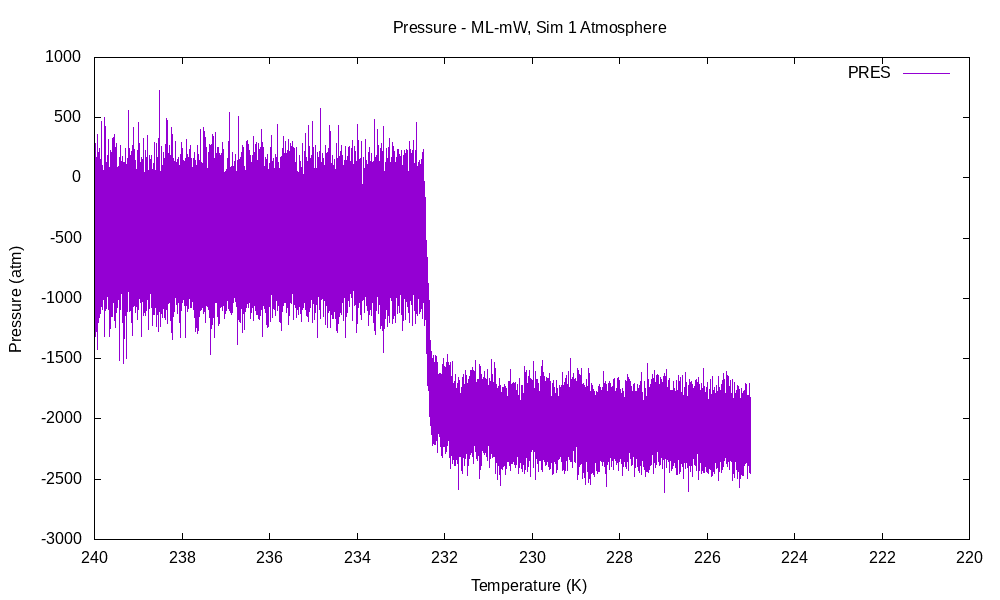 Pressure - ML-mW, Sim 1 Atmosphere
PRES
1000
500
0
-500
-1000
-1500
-2000
-2500
-3000
Pressure (atm)
240 238 236 234 232 230 228 226 224 222 220
Temperature (K)